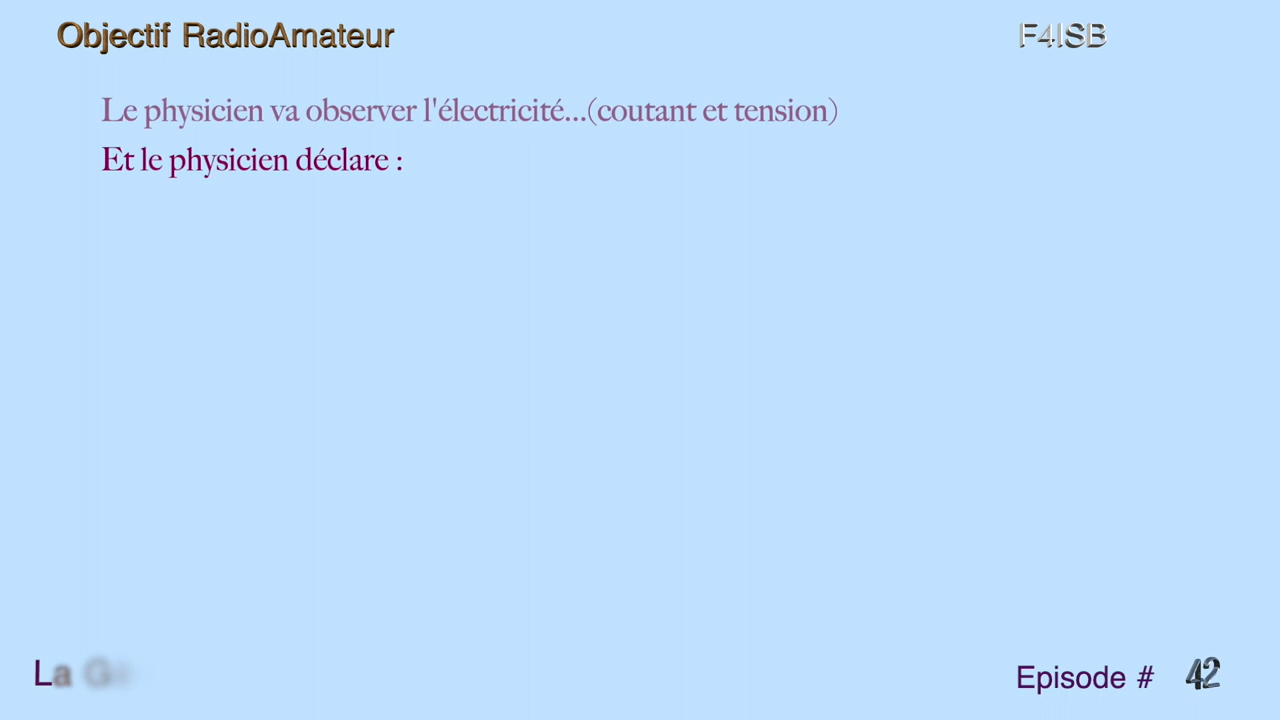 Objectif RadioAmateur
F4ISB
Le physicien va observer l'électricité...(coutant et tension)
Et le physicien déclare :
La
Episode # 42